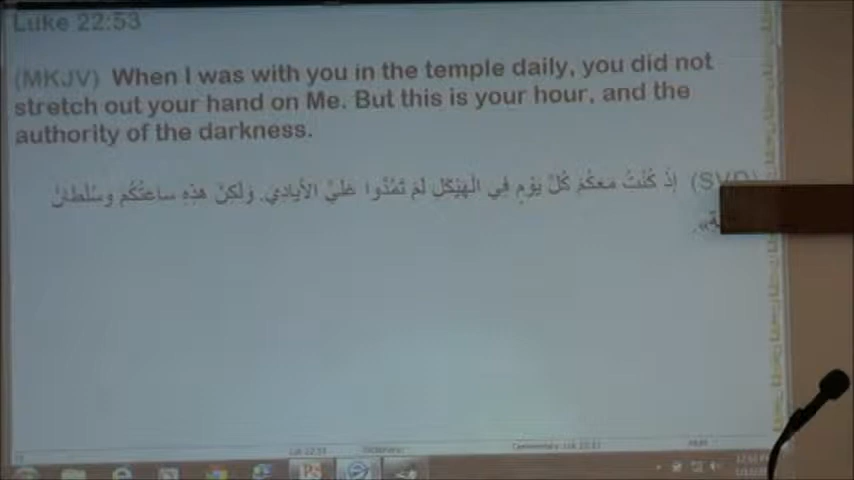 Luke 22:53
(MKJV) When I was with you in the temple daily, you did not
stretch out your hand on Me. But this is your hour, and the
authority of the darkness.
(SVD) إِذْ كُنْتُ مَعَكُمْ كُلَّ يَوْمٍ فِي الْهَيْكَلِ لَمْ تَمُدُّوا عَلَيَّ الأَيَادِيَ. وَلَكِنَّ هَذِهِ سَاعَتُكُمْ وَسُلْطَانُ